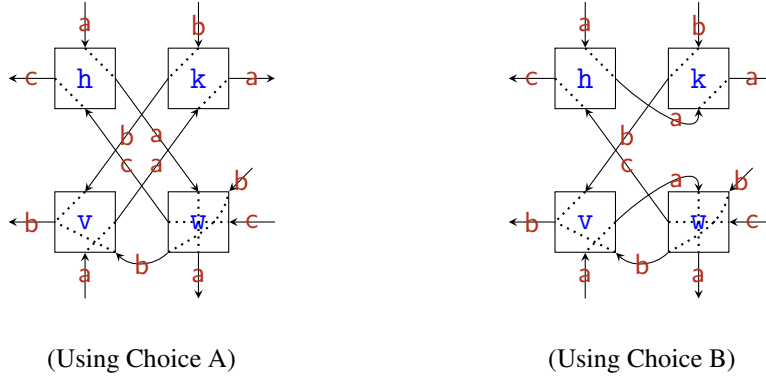 a b a b
h k h k
c a c a
b a a
c a b
c
a
b b
v w v w
b c b c
b b
a a a a
(Using Choice A) (Using Choice B)